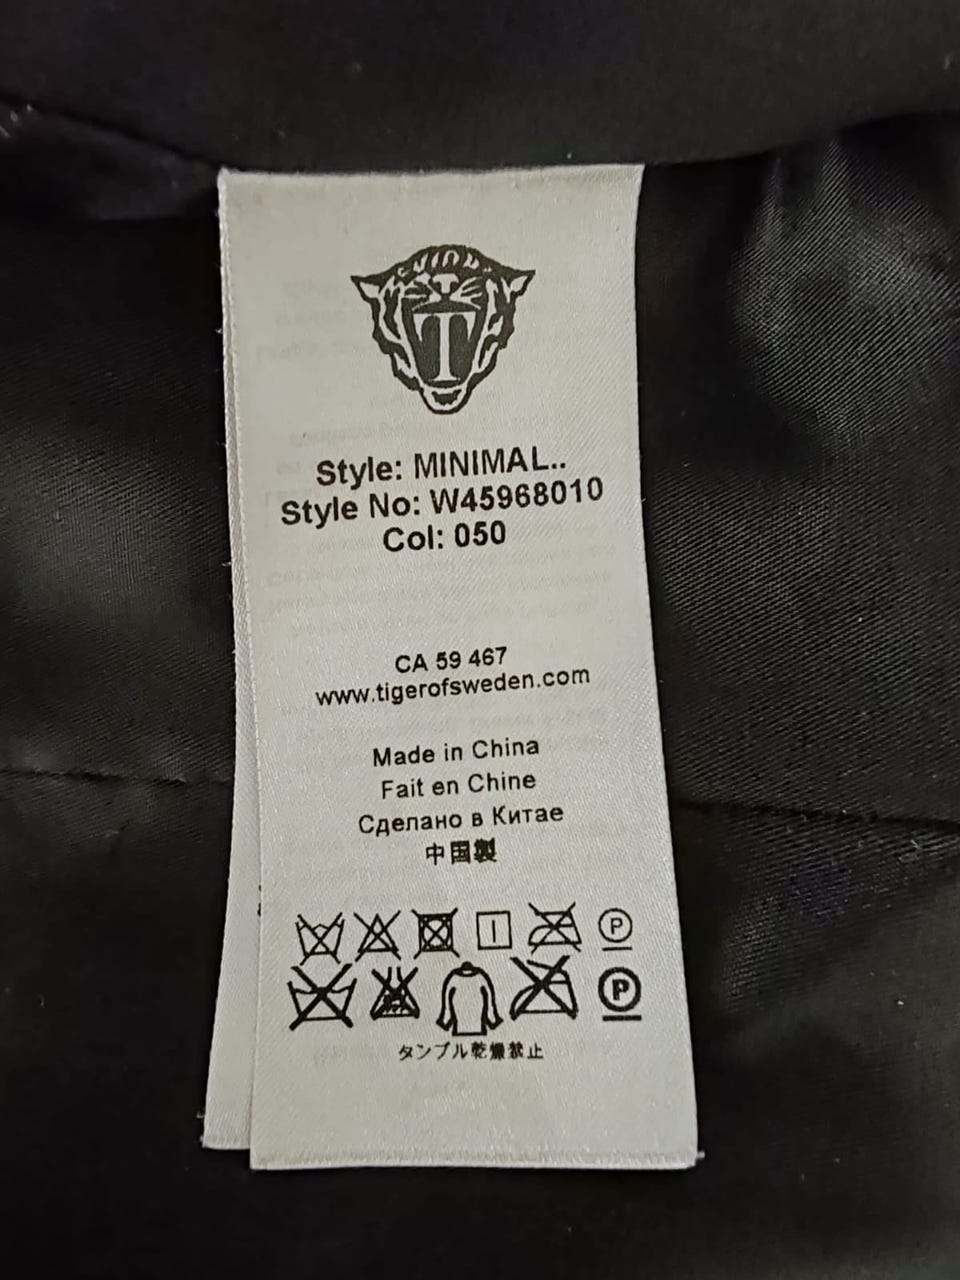 T
Style: MINIMAL..
Style No: W45968010
Col: 050
CA 59 467
www.tigerofsweden.com
Made in China
Fait en Chine
Сделано в Китае
中国製
P
P
タンブル乾燥禁止